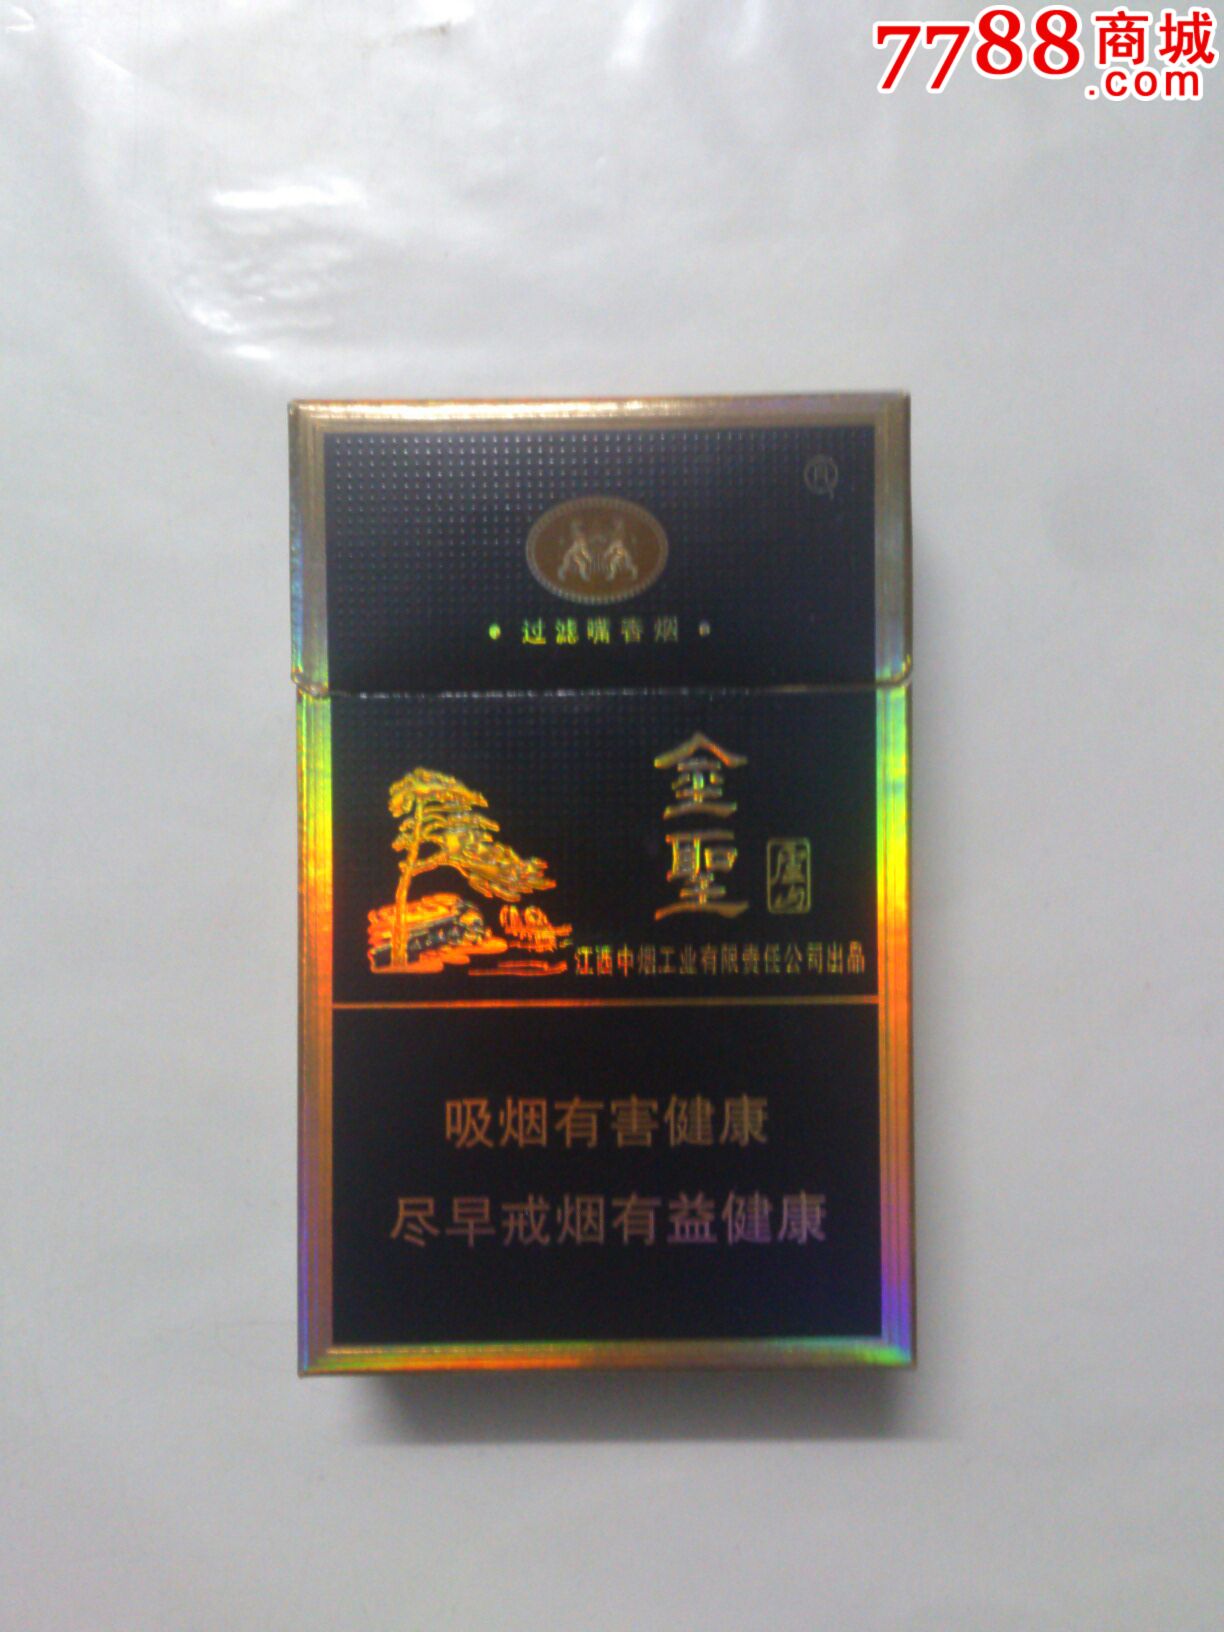 7788商城
.com
R
过滤嘴香烟
金聖
庐山
江西中烟工业有限责任公司出品
吸烟有害健康
尽早戒烟有益健康